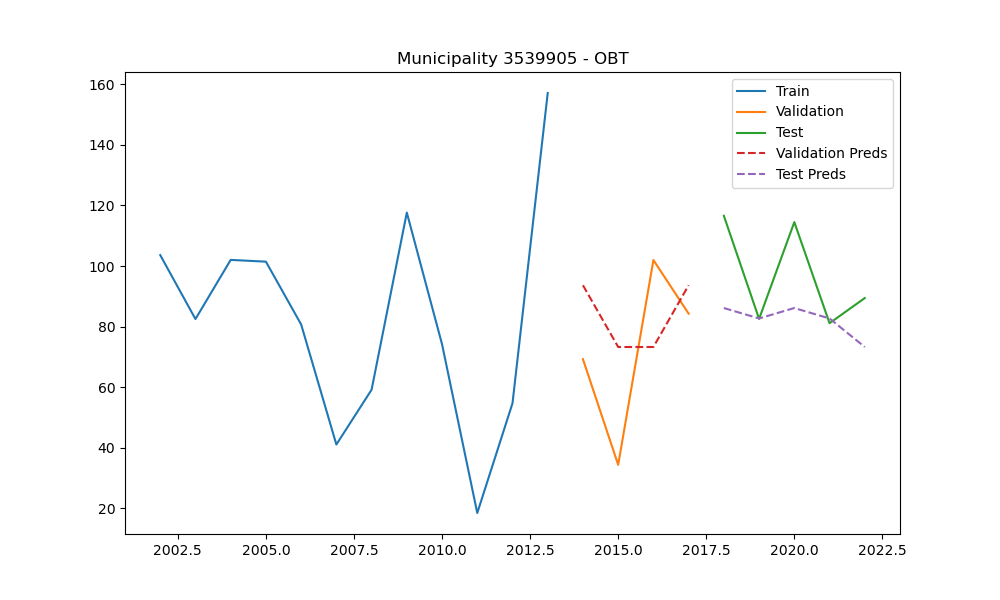 Municipality 3539905 - OBT
160
140
120
100
80
60
40
20
Train
Validation
Test
Validation Preds
Test Preds
2002.5 2005.0 2007.5 2010.0 2012.5 2015.0 2017.5 2020.0 2022.5